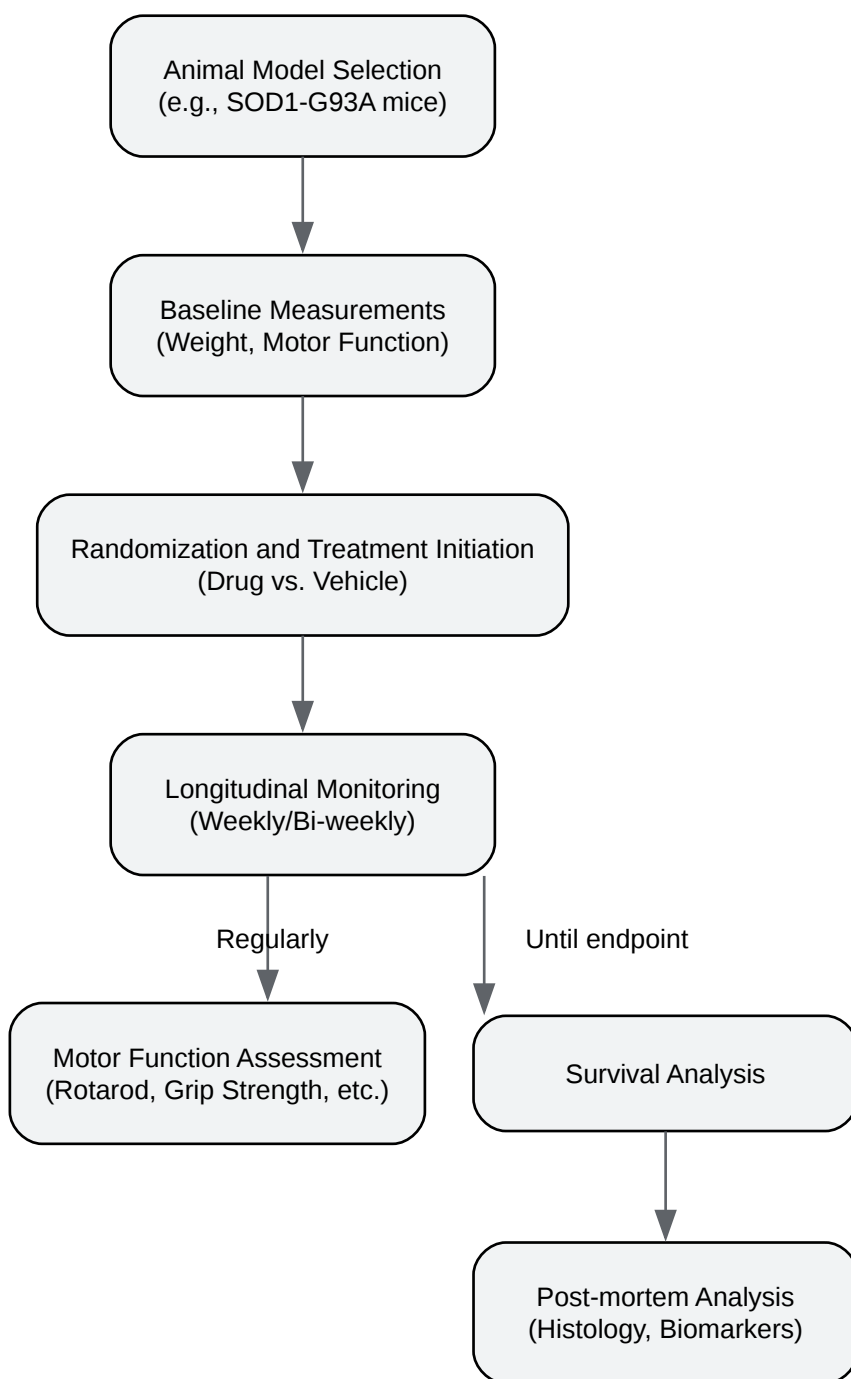 Animal Model Selection
(e.g., SOD1-G93A mice)
Baseline Measurements
(Weight, Motor Function)
Randomization and Treatment Initiation
(Drug vs. Vehicle)
Longitudinal Monitoring
(Weekly/Bi-weekly)
Regularly
Until endpoint
Motor Function Assessment
(Rotarod, Grip Strength, etc.)
Survival Analysis
Post-mortem Analysis
(Histology, Biomarkers)